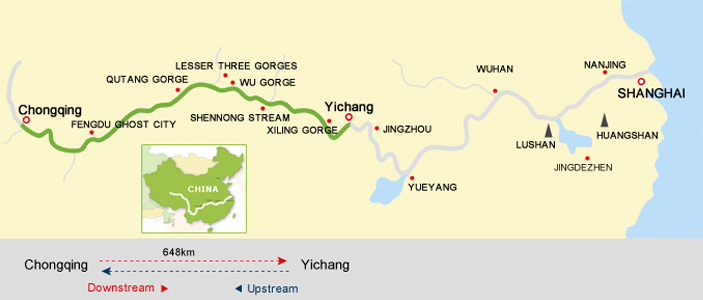 LESSER THREE GORGES
NANJING
WUHAN
QUTANG GORGE
WU GORGE
SHANGHAI
Chongqing
Yichang
SHENNONG STREAM
FENGDU GHOST CITY
XILING GORGE
JINGZHOU
HUANGSHAN
LUSHAN
JINGDEZHEN
YUEYANG
CHINA
648km
Chongqing
Yichang
Downstream
Upstream